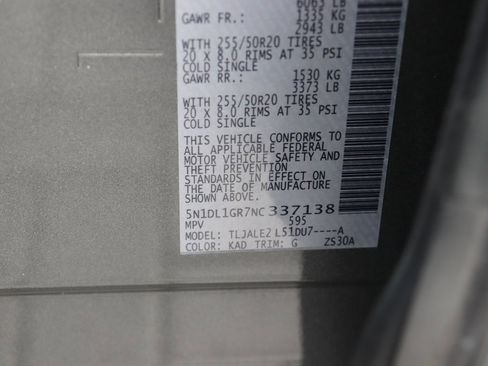 6063 LB
GAWR FR.: 1335 KG
2943 LB
WITH 255/50R20 TIRES
20 X 8.0 RIMS AT 35 PSI
COLD SINGLE
GAWR RR.: 1530 KG
3373 LB
WITH 255/50R20 TIRES
20 X 8.0 RIMS AT 35 PSI
COLD SINGLE
THIS VEHICLE CONFORMS TO
ALL APPLICABLE FEDERAL
MOTOR VEHICLE SAFETY AND
THEFT PREVENTION
STANDARDS IN EFFECT ON
THE DATE OF MANUFACTURE
SHOWN ABOVE.
5N1DL1GR7NC337138
MPV 595
MODEL: TLJALE2 L51DU7----A
COLOR: KAD TRIM: G ZS30A